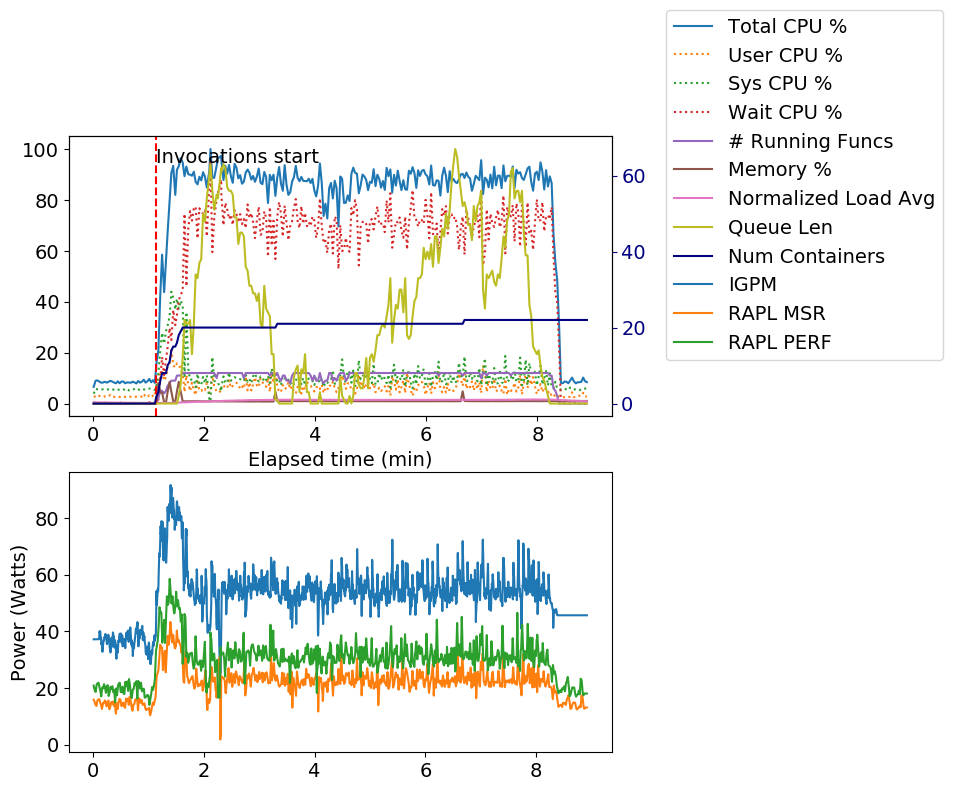 Total CPU %
User CPU %
Sys CPU %
Wait CPU %
# Running Funcs
Memory %
Normalized Load Avg
Queue Len
Num Containers
IGPM
RAPL MSR
RAPL PERF
Invocations start
100
80
60
40
20
0
60
40
20
0
0 2 4 6 8
Elapsed time (min)
Power (Watts)
80
60
40
20
0
0 2 4 6 8